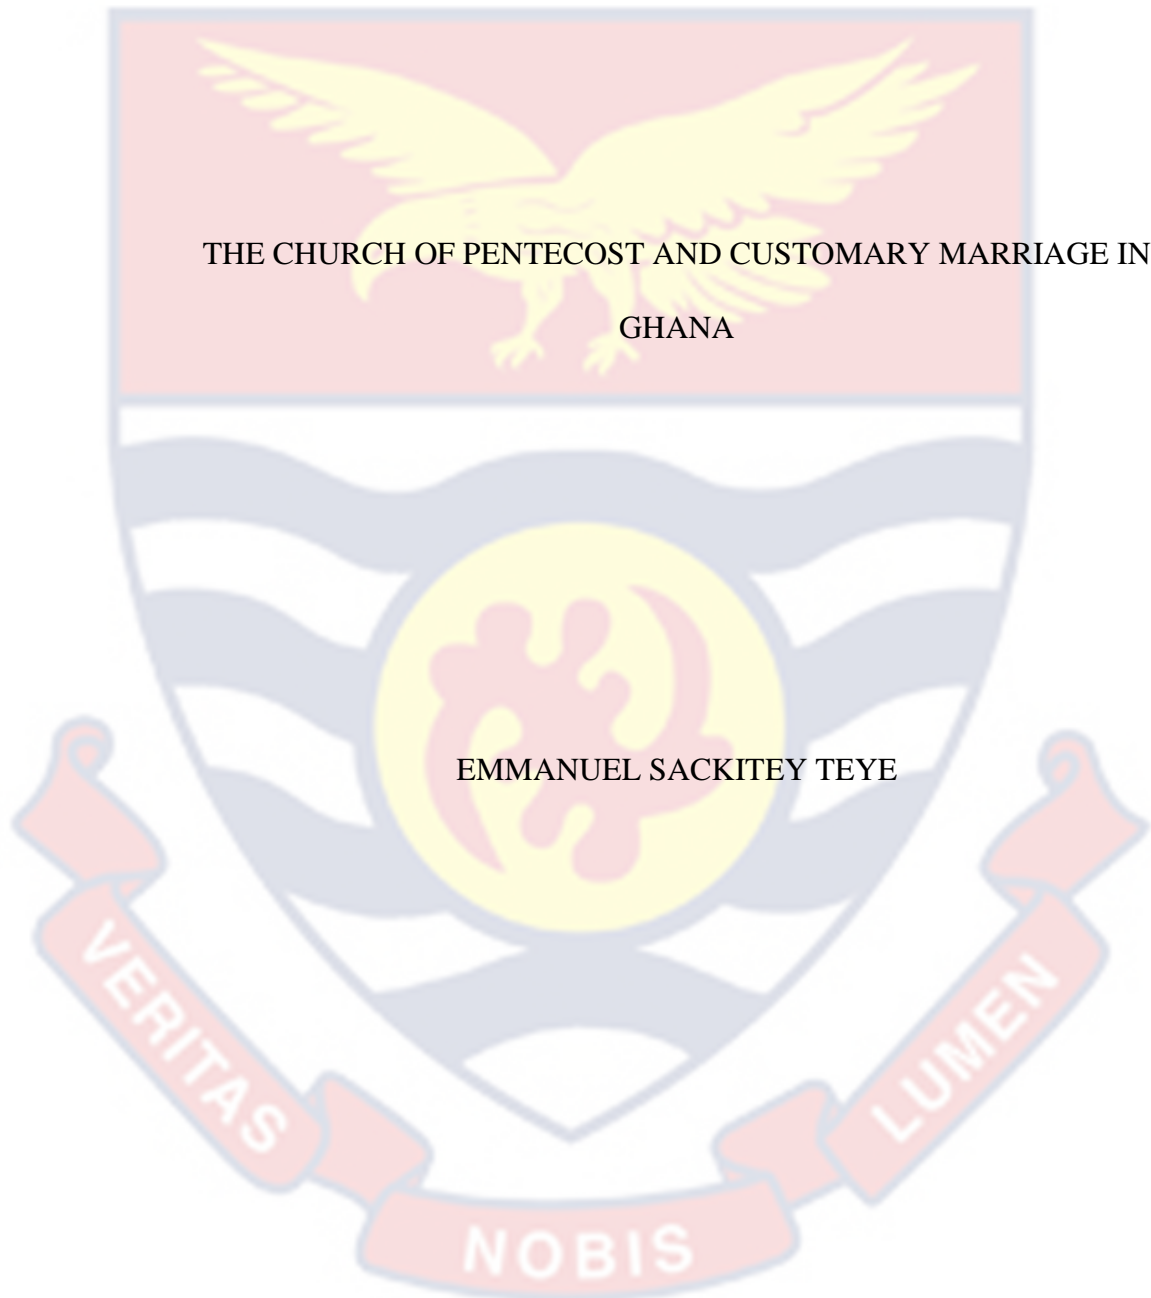 THE CHURCH OF PENTECOST AND CUSTOMARY MARRIAGE IN
GHANA
EMMANUEL SACKITEY TEYE
VERITAS
NOBIS
LUMEN